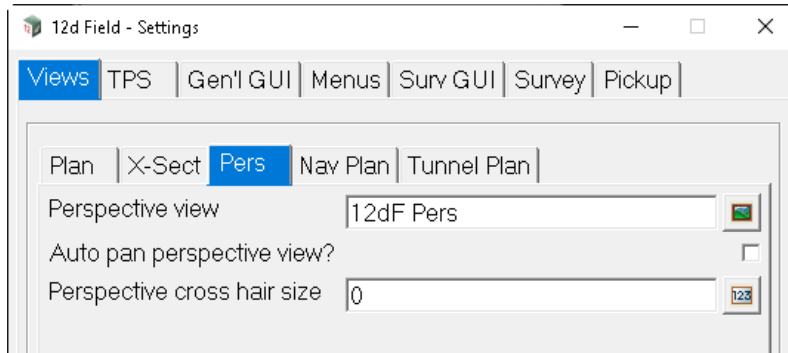 12d Field - Settings
Views TPS Gen'l GUI Menus Surv GUI Survey Pickup
Plan X-Sect Pers Nav Plan Tunnel Plan
Perspective view 12dF Pers
Auto pan perspective view?
Perspective cross hair size 0 123